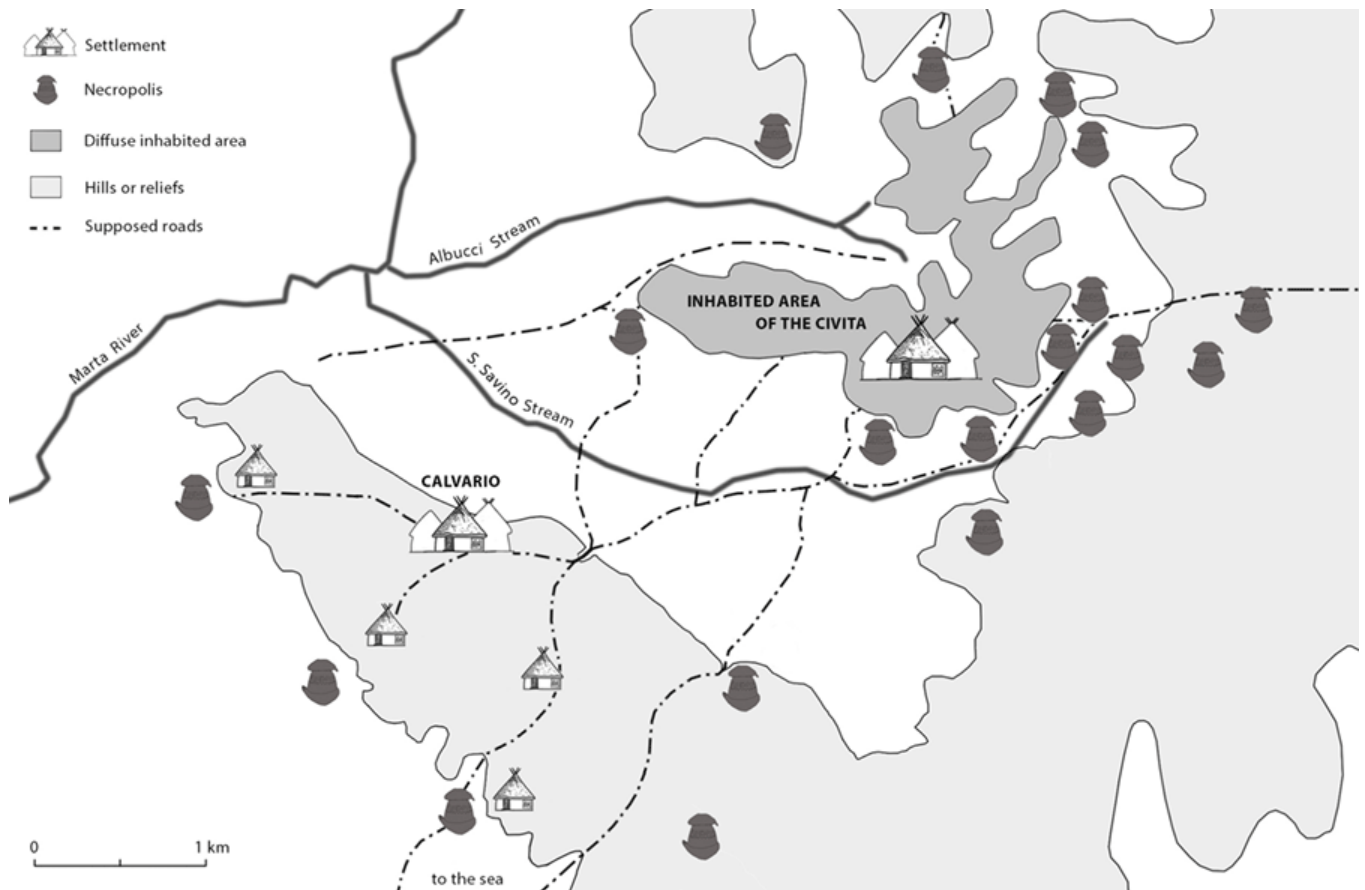 Settlement
Necropolis
Diffuse inhabited area
Hills or reliefs
Supposed roads
Albucci Stream
INHABITED AREA
OF THE CIVITA
Marta River
S. Savino Stream
CALVARIO
0 1 km
to the sea